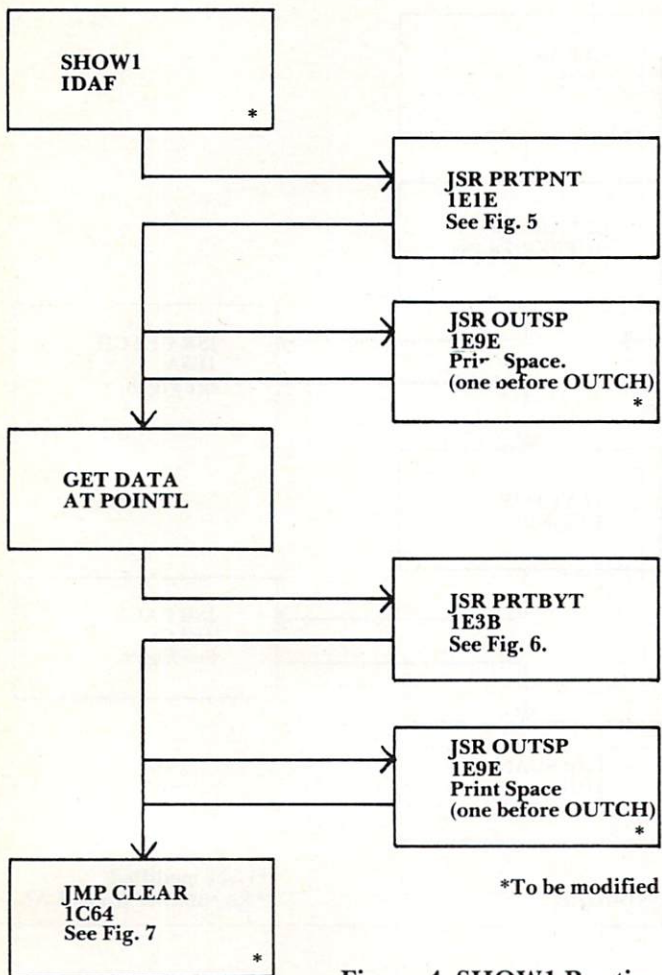 SHOW1
IDAF
*
JSR PRTPNT
1E1E
See Fig. 5
JSR OUTSP
1E9E
Space.
(one before OUTCH)
*
GET DATA
AT POINTL
JSR PRTBYT
1E3B
See Fig. 6.
JSR OUTSP
1E9E
Print Space
(one before OUTCH)
*
JMP CLEAR
1C64
See Fig. 7
*
*To be modified
Figure 4. SHOW1